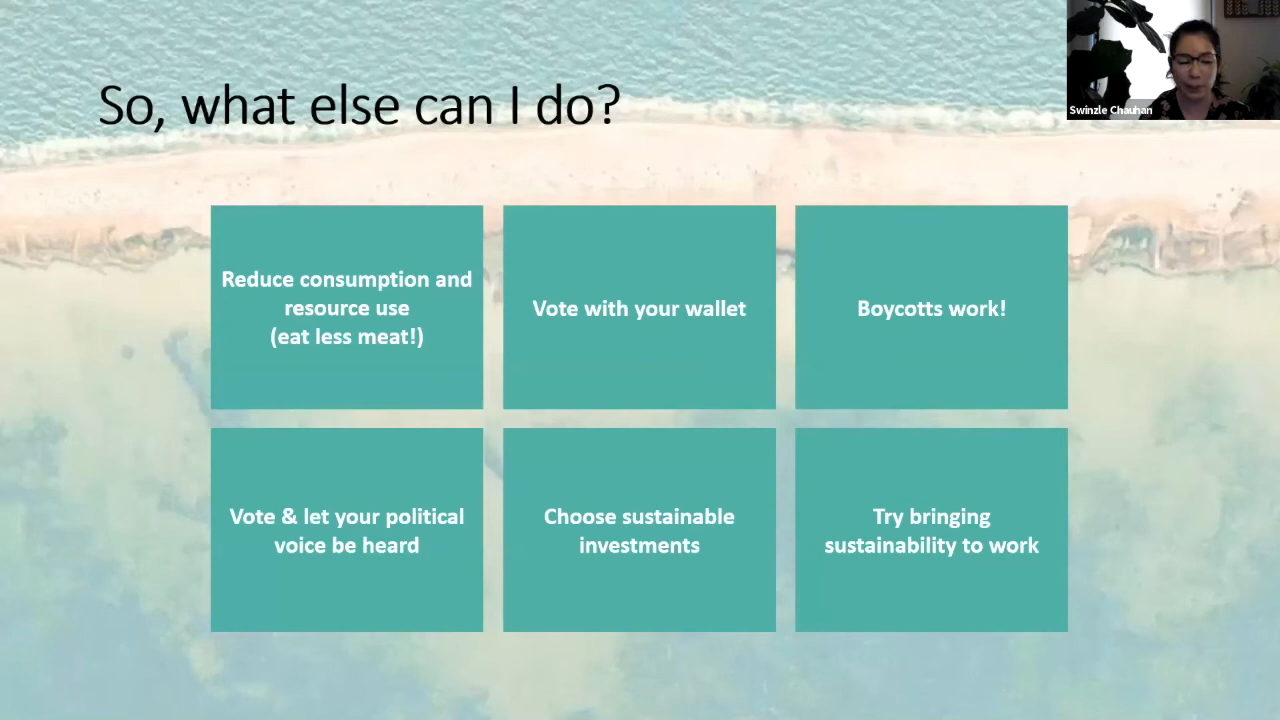 So, what else can I do?
Swinzle Chauhan
Reduce consumption and
resource use
(eat less meat!)
Vote with your wallet
Boycotts work!
Vote & let your political
voice be heard
Choose sustainable
investments
Try bringing
sustainability to work